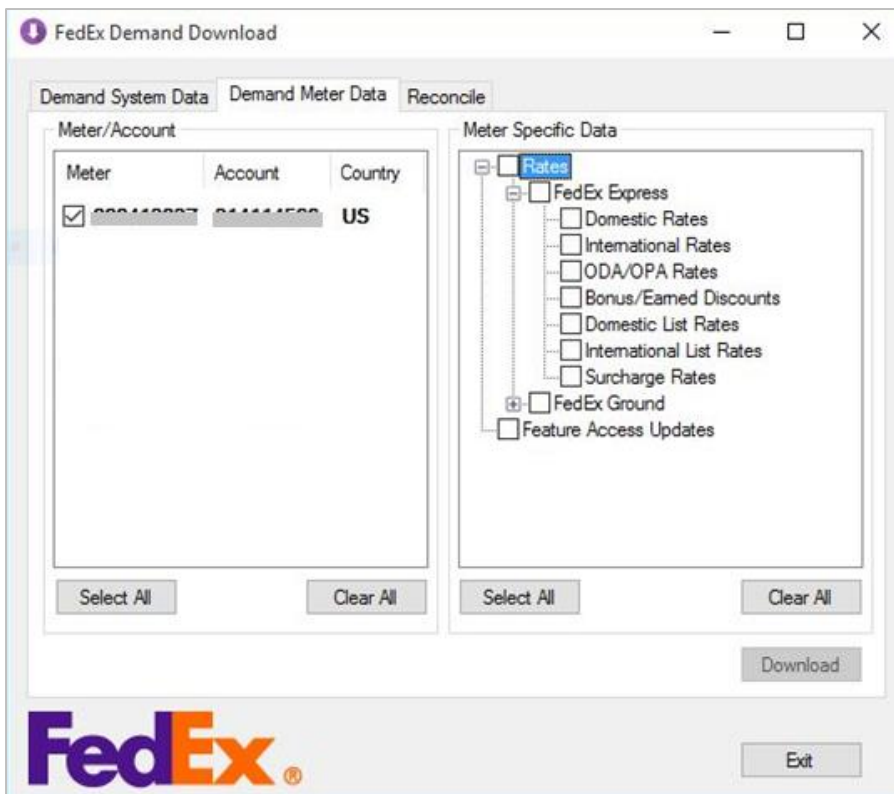 FedEx Demand Download
Demand System Data Demand Meter Data Reconcile
Meter/Account
Meter Account Country
US
Select All Clear All
Meter Specific Data
Rates
FedEx Express
Domestic Rates
International Rates
ODA/OPA Rates
Bonus/Earned Discounts
Domestic List Rates
International List Rates
Surcharge Rates
FedEx Ground
Feature Access Updates
Select All Clear All
Download
FedEx®
Exit